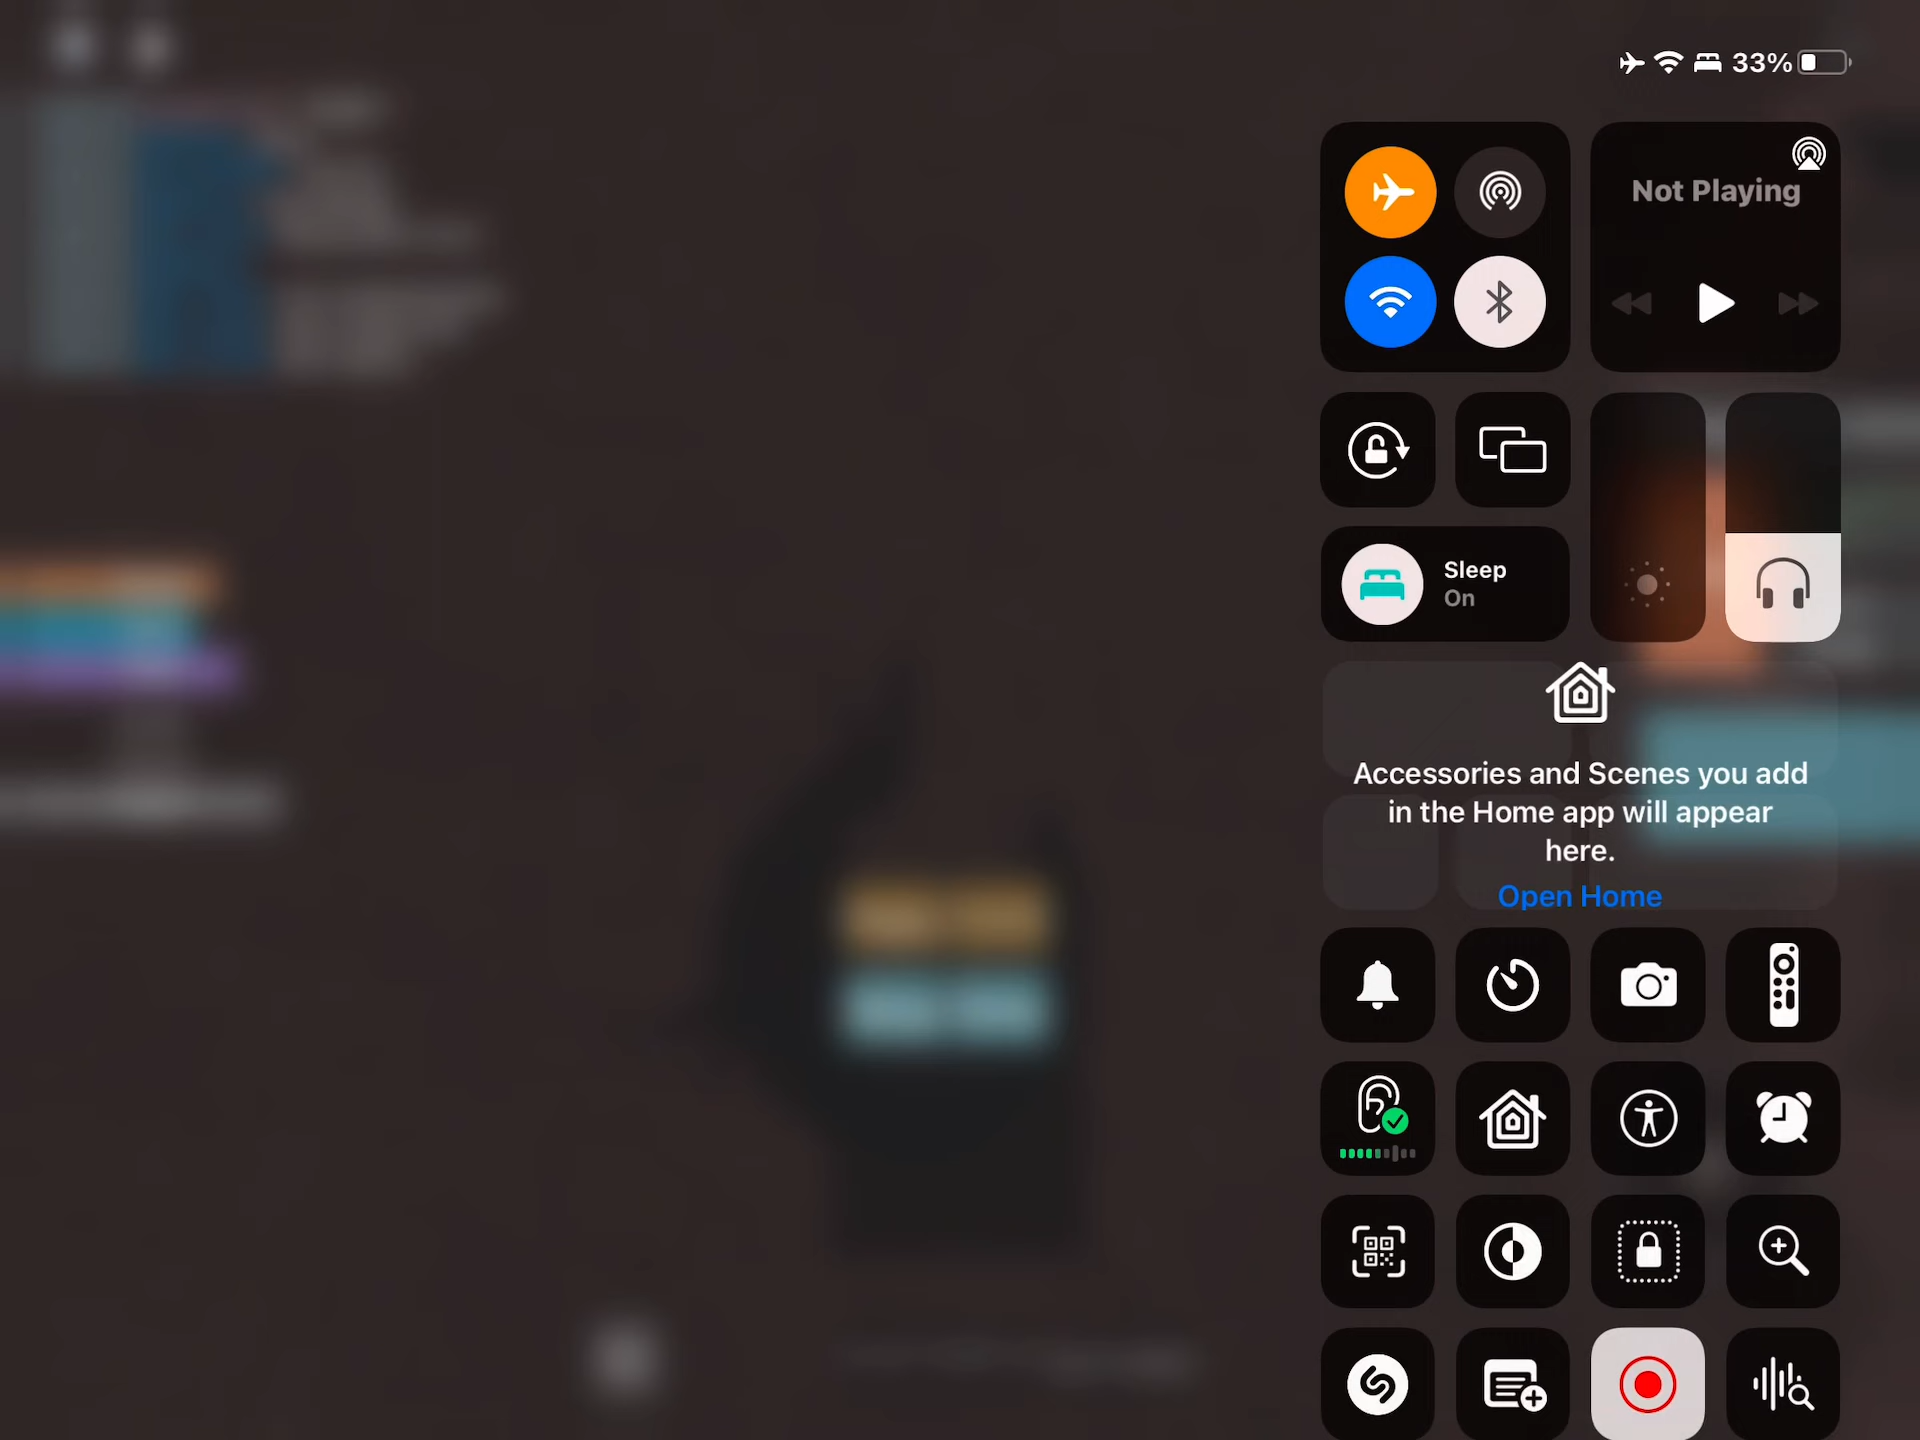 33%
Not Playing
Sleep
On
Accessories and Scenes you add
in the Home app will appear
here.
Open Home